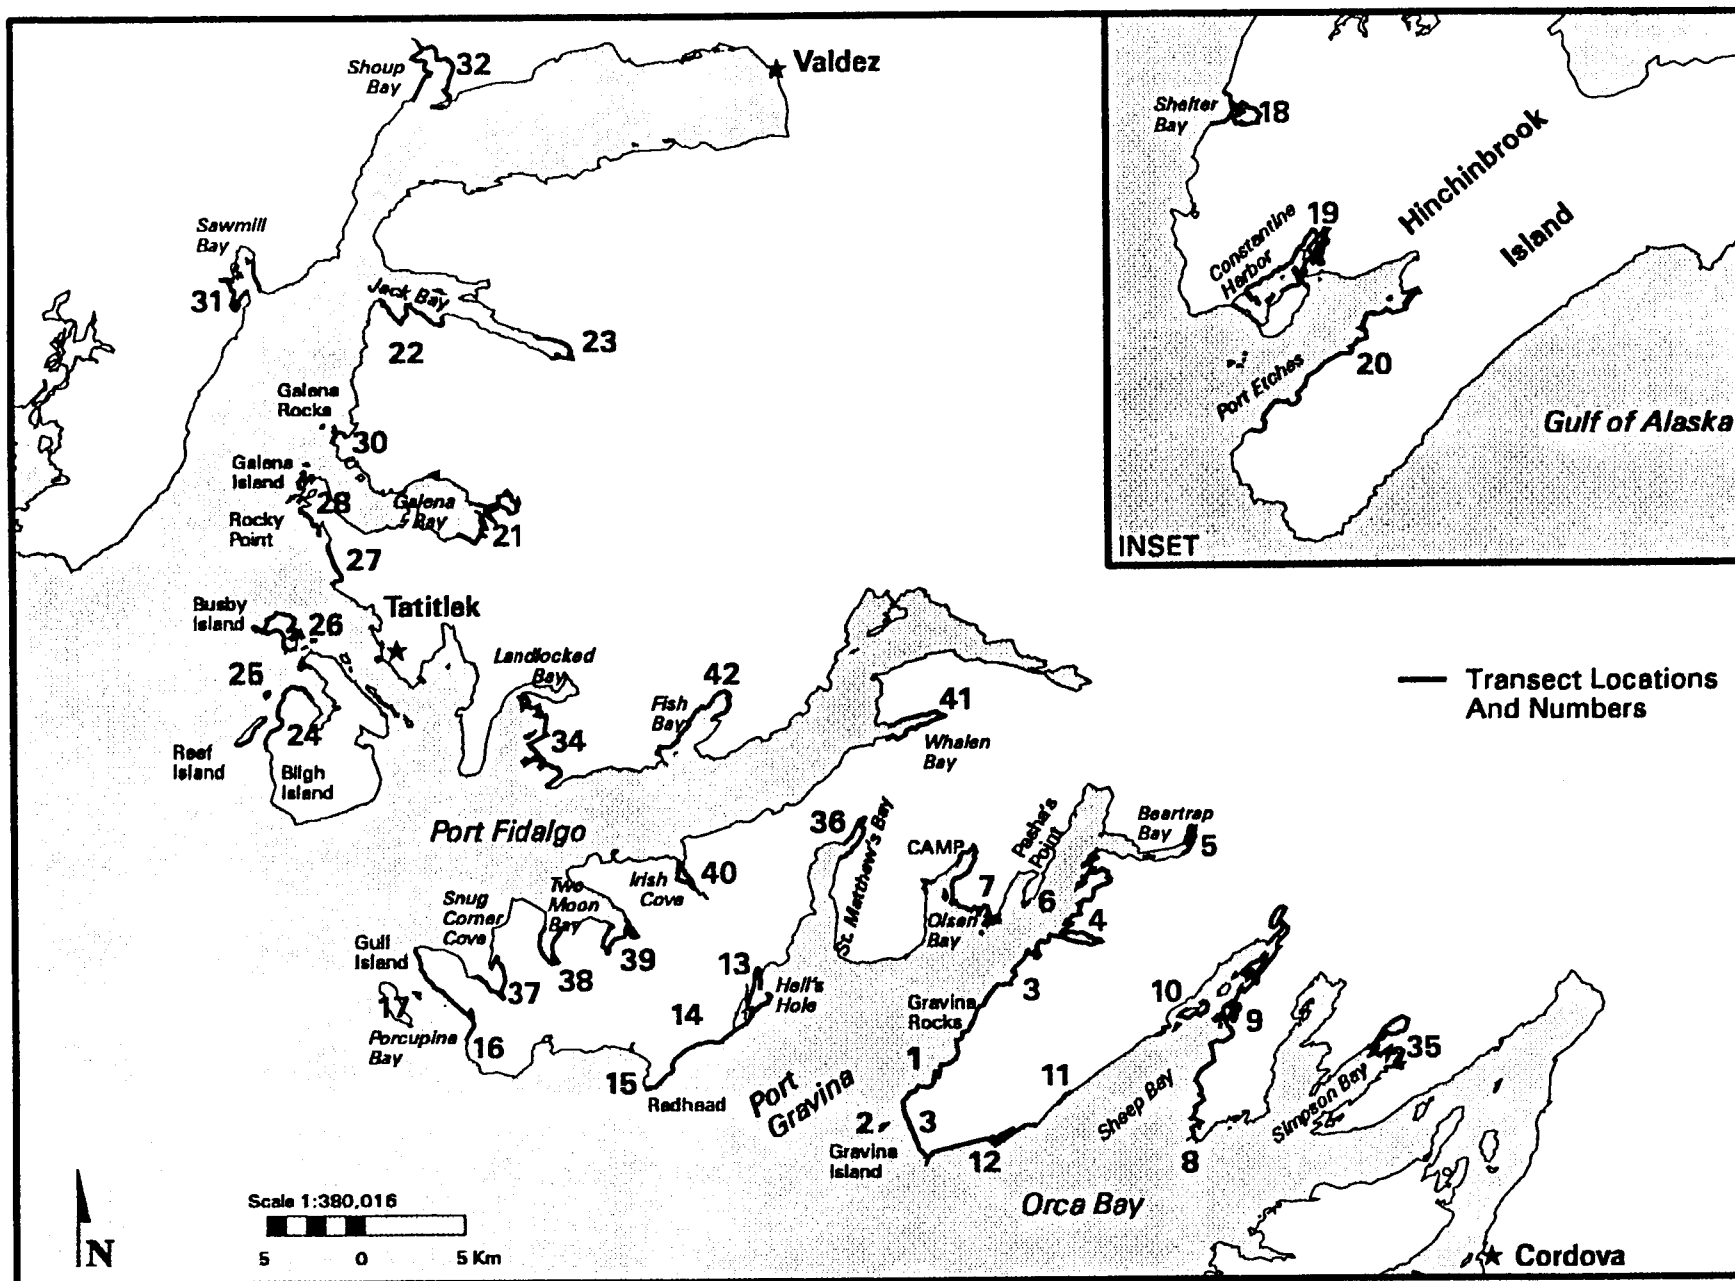 Shoup
Bay
32
Valdez
Sawmill
Bay
31
Jack Bay
22
23
Galena
Rocks
30
Galena
Island
28
Rocky
Point
Galena
Bay
21
27
Busby
Island
26
Tatitlek
25
24
Reef
Island
Bligh
Island
Landlocked
Bay
34
Fish
Bay
42
41
Whalen
Bay
Port Fidalgo
36
St. Matthew's Bay
CAMP
7
Olsen
Bay
Pasha's
Point
6
Beartrap
Bay
5
4
Irish
Cove
40
Two
Moon
Bay
39
38
Snug
Corner
Cove
37
Gull
Island
17
Porcupine
Bay
16
15
Redhead
14
13
Hell's
Hole
Gravina
Rocks
3
1
Port
Gravina
2
Gravina
Island
3
12
11
10
9
Sheep Bay
8
Simpson Bay
35
Orca Bay
Cordova
Shelter
Bay
18
Constantine
Harbor
19
Hinchinbrook
Island
Port Etches
20
Gulf of Alaska
INSET
Transect Locations
And Numbers
Scale 1:380,016
5 0 5 Km
N